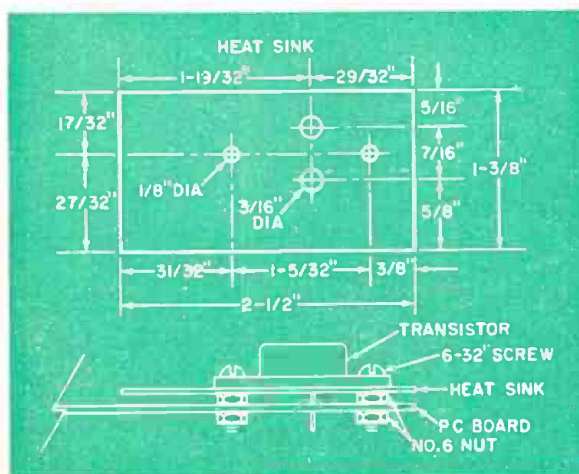 HEAT SINK
1-19/32"
29/32"
5/16"
17/32"
7/16"
1-3/8"
1/8" DIA
3/16"
DIA
27/32"
5/8"
31/32"
1-5/32"
3/8"
2-1/2"
TRANSISTOR
6-32" SCREW
HEAT SINK
PC BOARD
NO.6 NUT